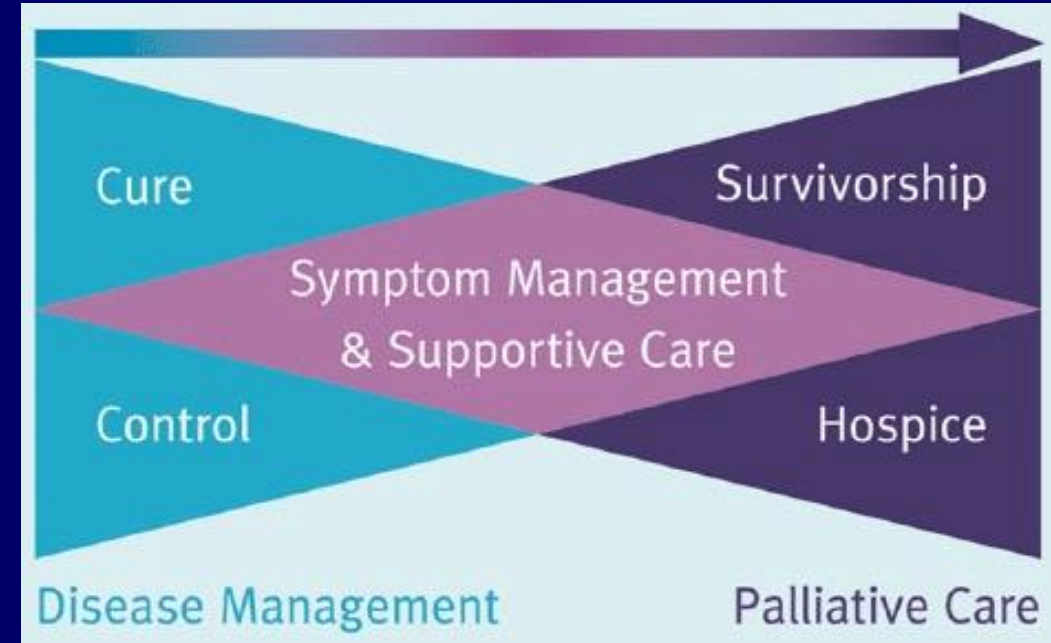 Cure
Survivorship
Symptom Management
& Supportive Care
Control
Hospice
Disease Management
Palliative Care